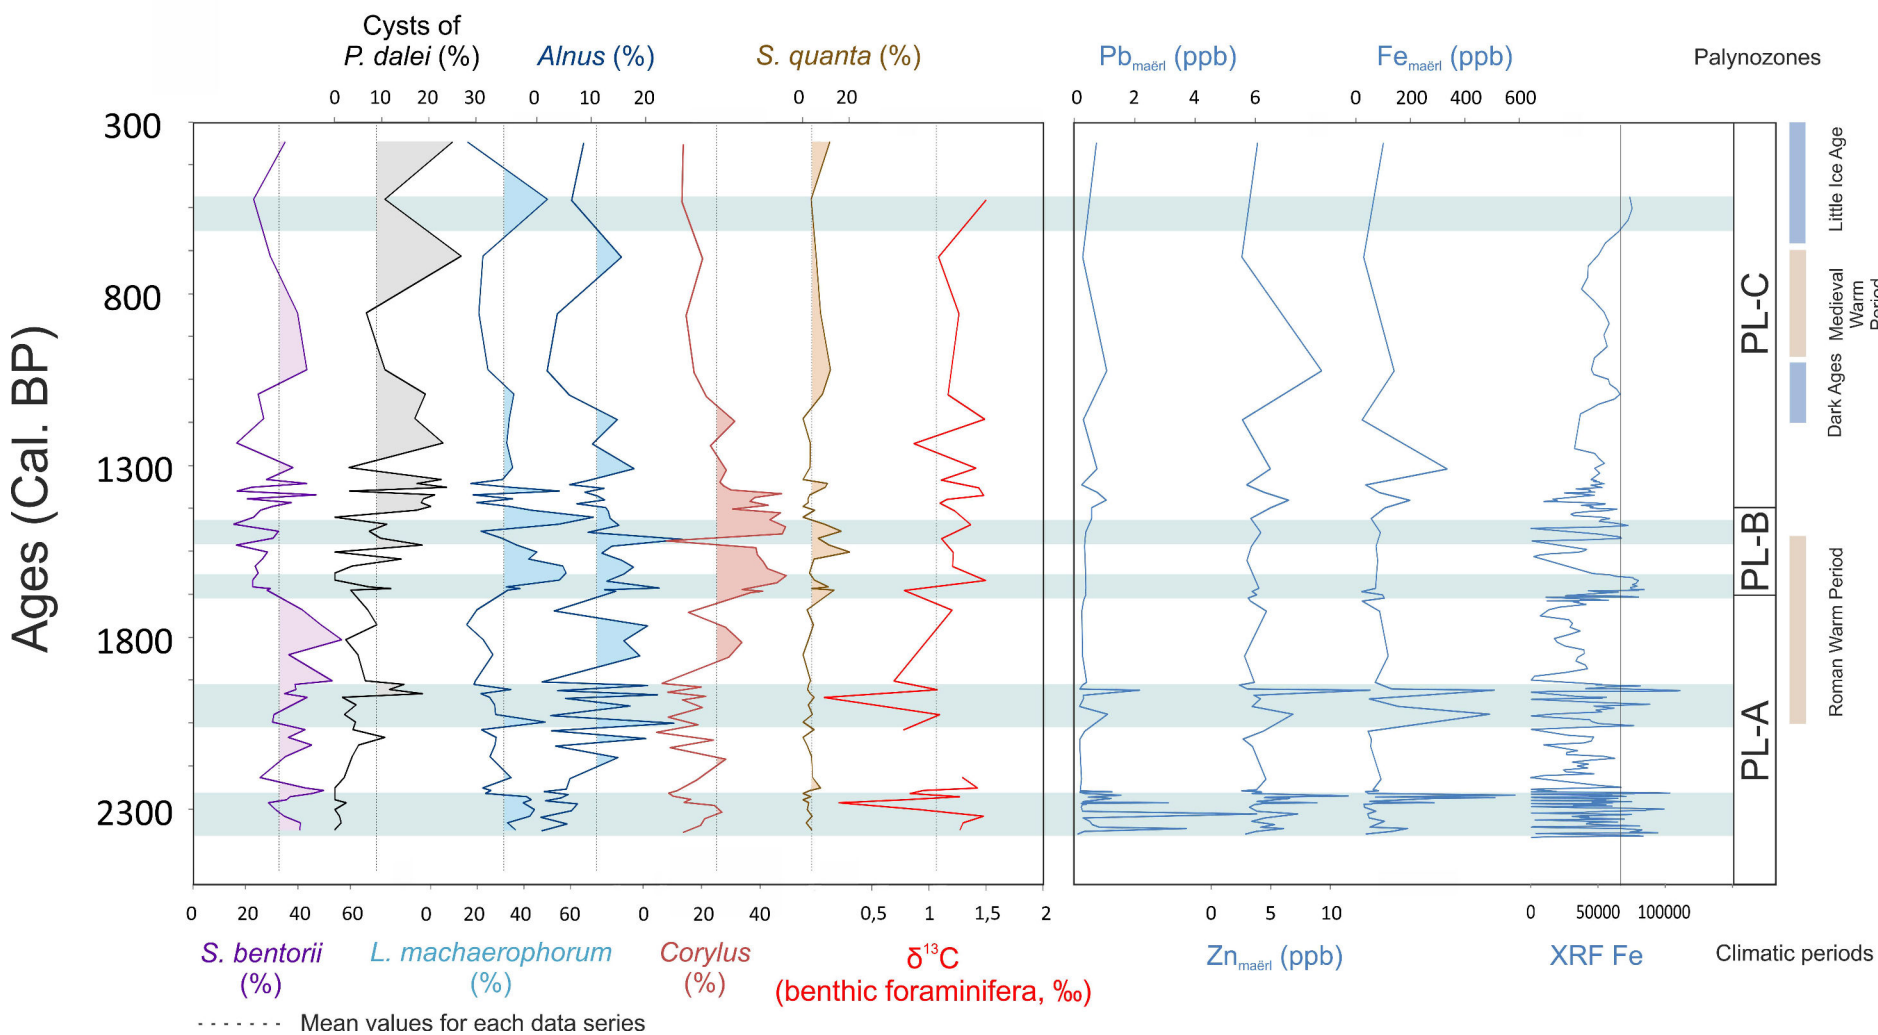 Cysts of
P. dalei (%)
Alnus (%)
S. quanta (%)
Pbmaërl (ppb)
Femaërl (ppb)
Palynozones
0 10 20 30 0 10 20 0 20 0 2 4 6 0 200 400 600
Ages (Cal. BP)
300
800
1300
1800
2300
PL-C
PL-B
PL-A
Little Ice Age
Medieval
Warm
Period
Dark Ages
Roman Warm Period
0 20 40 60 0 20 40 60 0 20 40 0,5 1 1,5 2 0 5 10 0 50000 100000
S. bentorii
(%)
L. machaerophorum
(%)
Corylus
(%)
δ¹³C
(benthic foraminifera, ‰)
Znmaërl (ppb)
XRF Fe
Climatic periods
Mean values for each data series